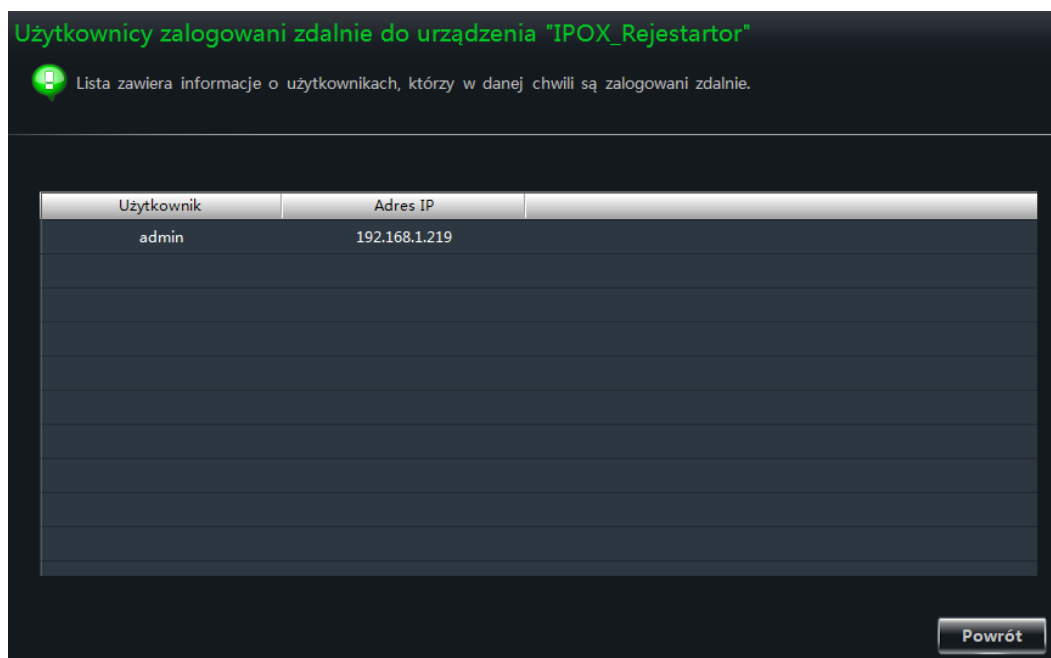 Użytkownicy zalogowani zdalnie do urządzenia "IPOX_Rejestartor"
Lista zawiera informacje o użytkownikach, którzy w danej chwili są zalogowani zdalnie.
Użytkownik Adres IP
admin 192.168.1.219
Powrót